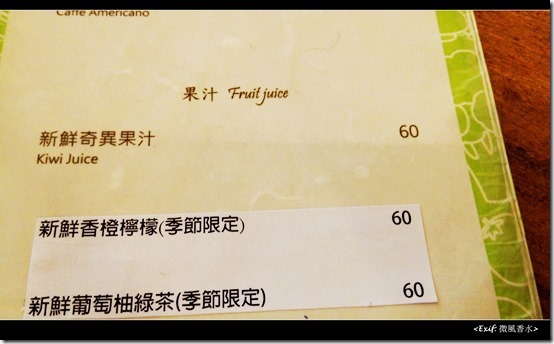 Caffé Americano
果汁 Fruit juice
新鮮奇異果汁 60
Kiwi Juice
新鮮香橙檸檬(季節限定) 60
新鮮葡萄柚綠茶(季節限定) 60
<Exif: 微風香水>